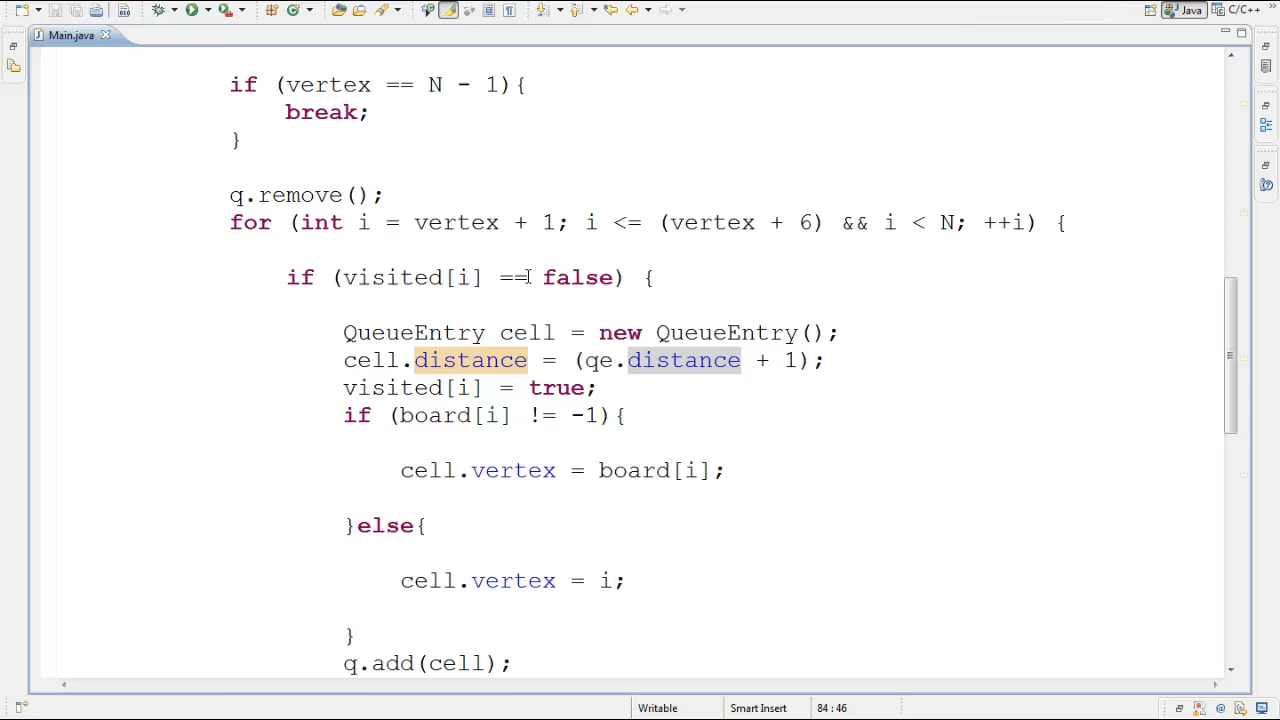 Java
C/C++
Main.java
if (vertex == N - 1){
break;
}
q.remove();
for (int i = vertex + 1; i <= (vertex + 6) && i < N; ++i) {
if (visited[i] == false) {
QueueEntry cell = new QueueEntry();
cell.distance = (qe.distance + 1);
visited[i] = true;
if (board[i] != -1){
cell.vertex = board[i];
}else{
cell.vertex = i;
}
q.add(cell);
Writable
Smart Insert
84 : 46